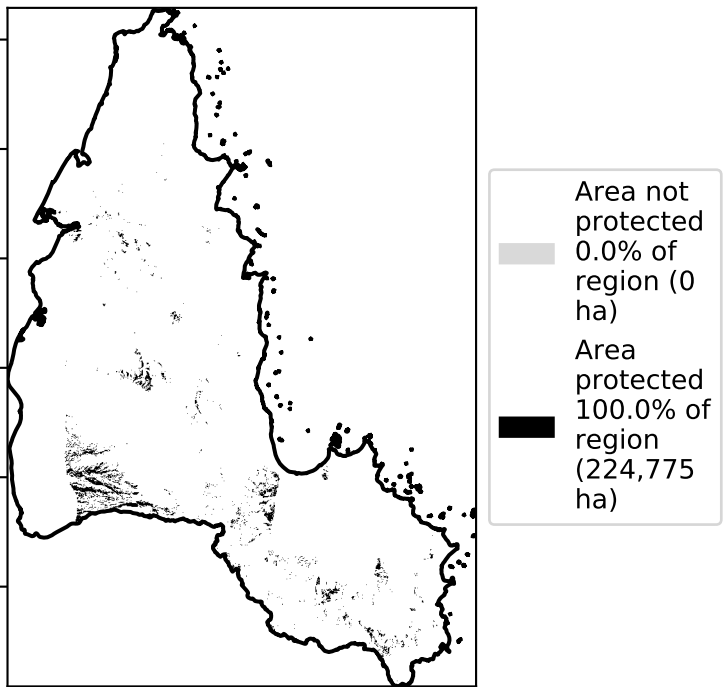 Area not
protected
0.0% of
region (0
ha)
Area
protected
100.0% of
region
(224,775
ha)